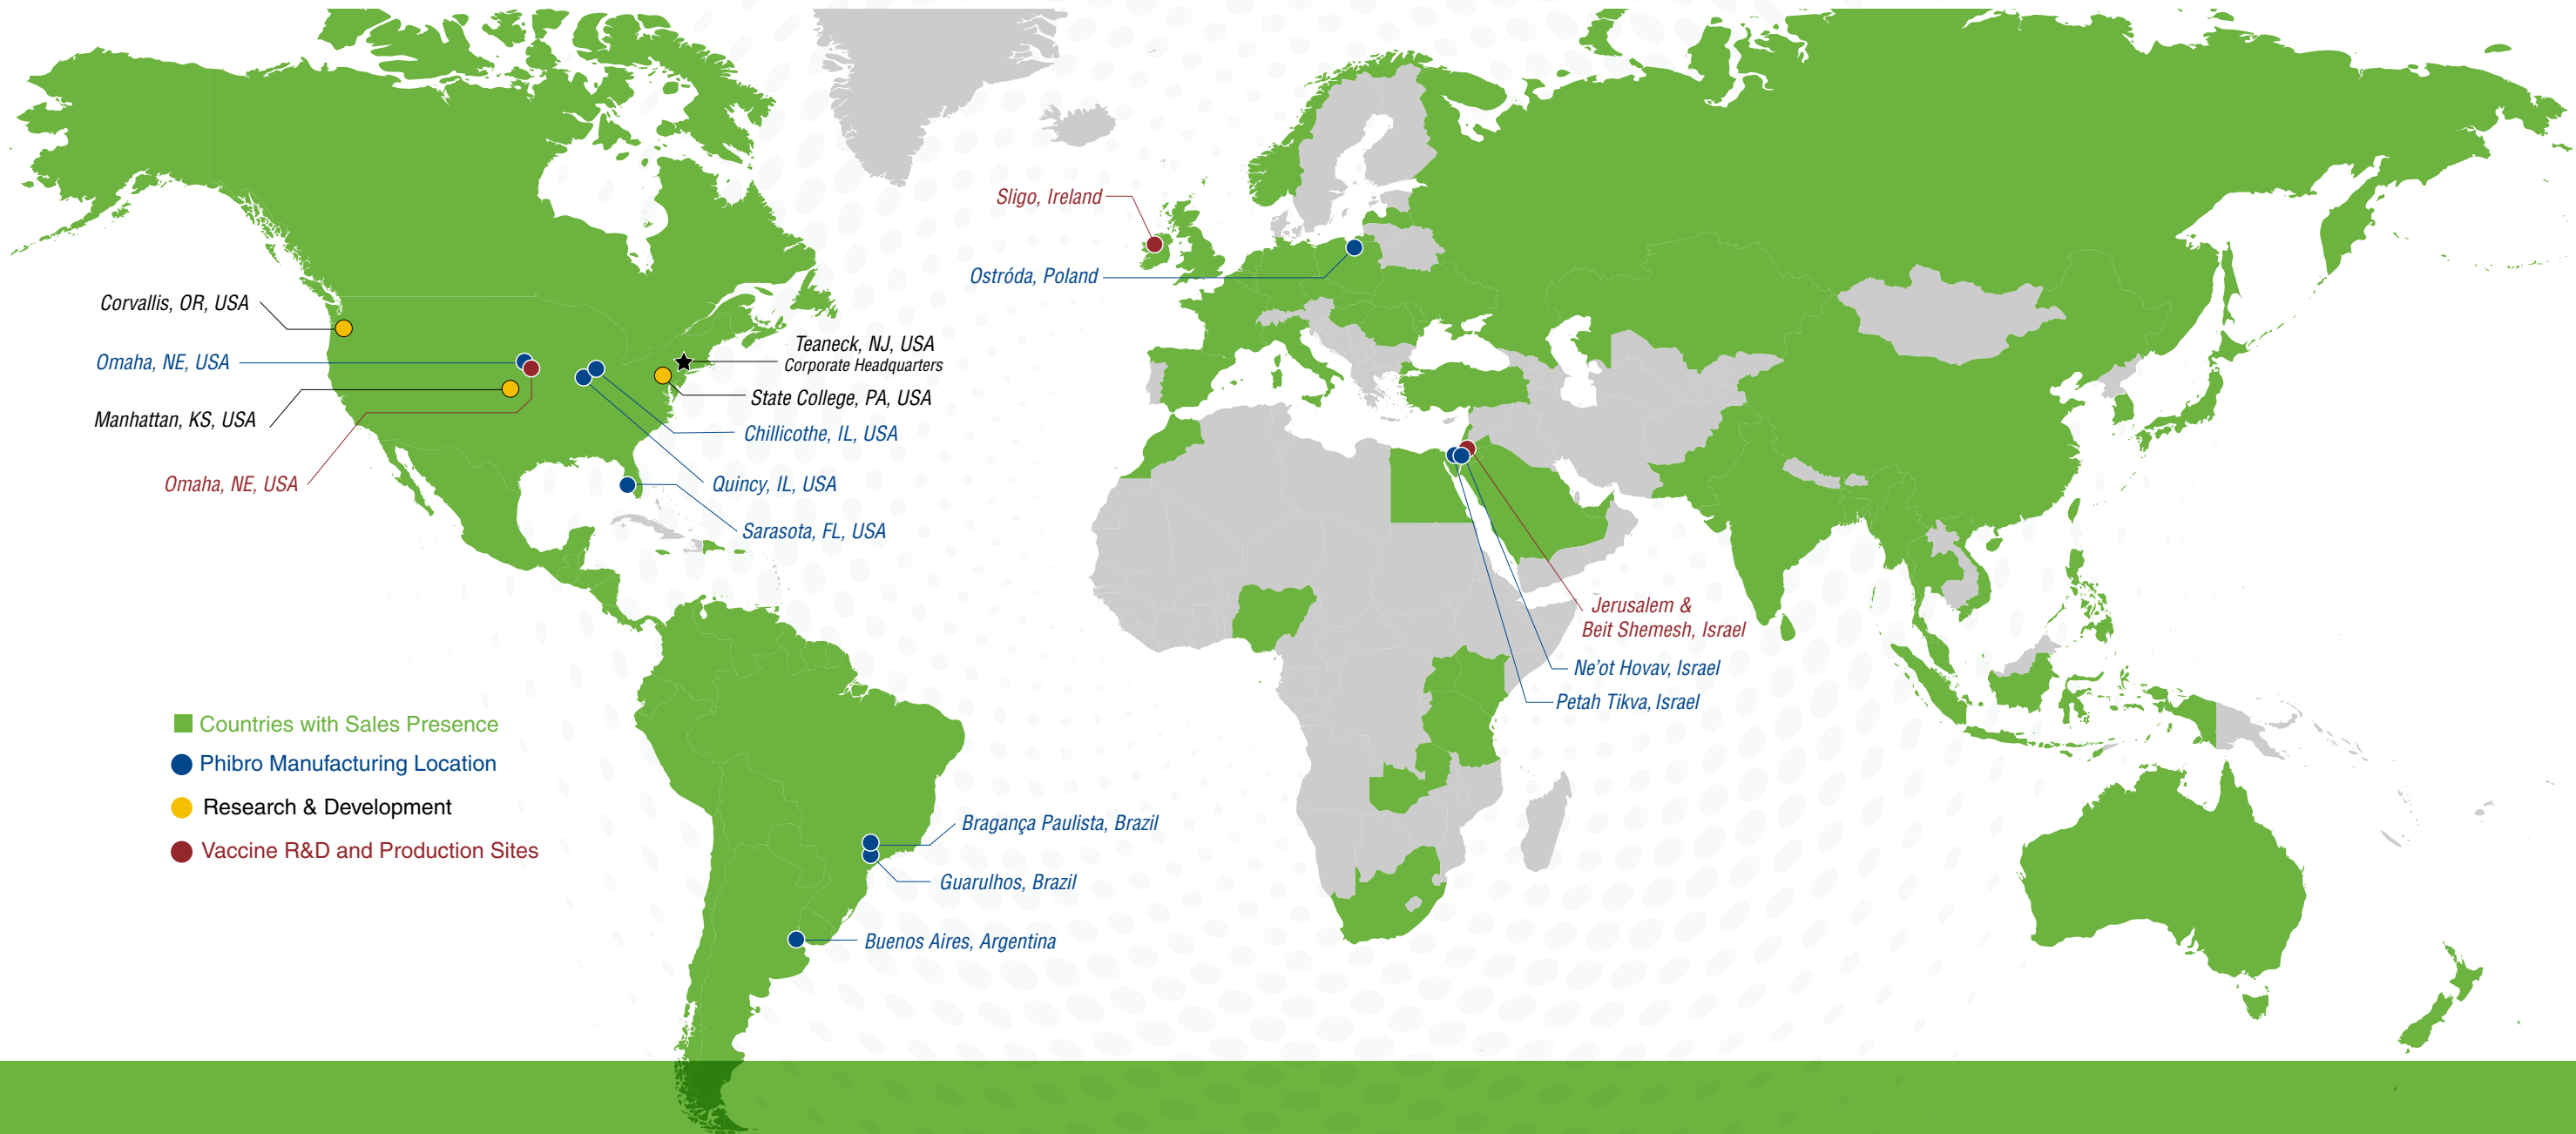 Sligo, Ireland
Ostróda, Poland
Corvallis, OR, USA
Omaha, NE, USA
Manhattan, KS, USA
Omaha, NE, USA
Teaneck, NJ, USA
Corporate Headquarters
State College, PA, USA
Chillicothe, IL, USA
Quincy, IL, USA
Sarasota, FL, USA
Jerusalem &
Beit Shemesh, Israel
Ne'ot Hovav, Israel
Petah Tikva, Israel
Countries with Sales Presence
Phibro Manufacturing Location
Research & Development
Vaccine R&D and Production Sites
Bragança Paulista, Brazil
Guarulhos, Brazil
Buenos Aires, Argentina